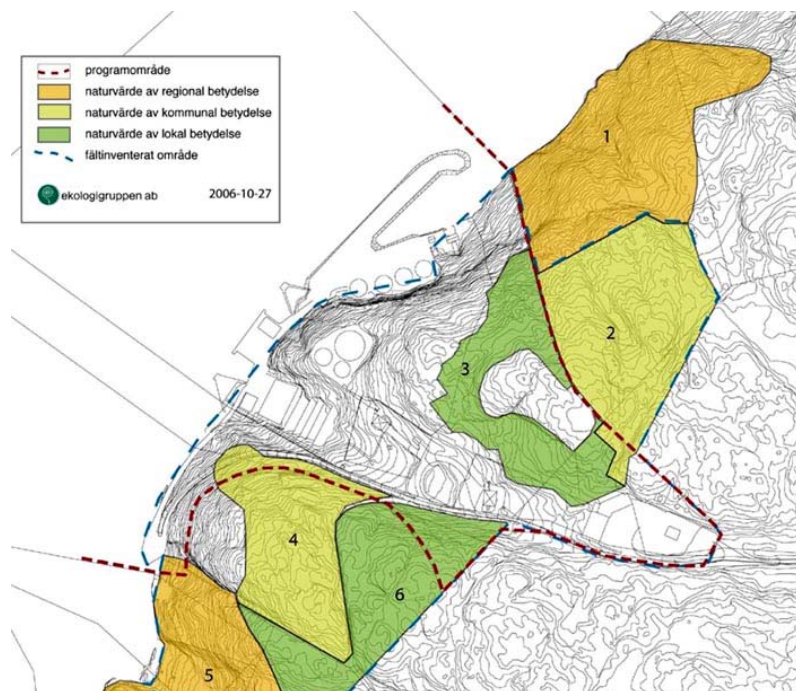 programområde
naturvärde av regional betydelse
naturvärde av kommunal betydelse
naturvärde av lokal betydelse
fältinventerat område
ekologigruppen ab 2006-10-27
1
2
3
4
6
5